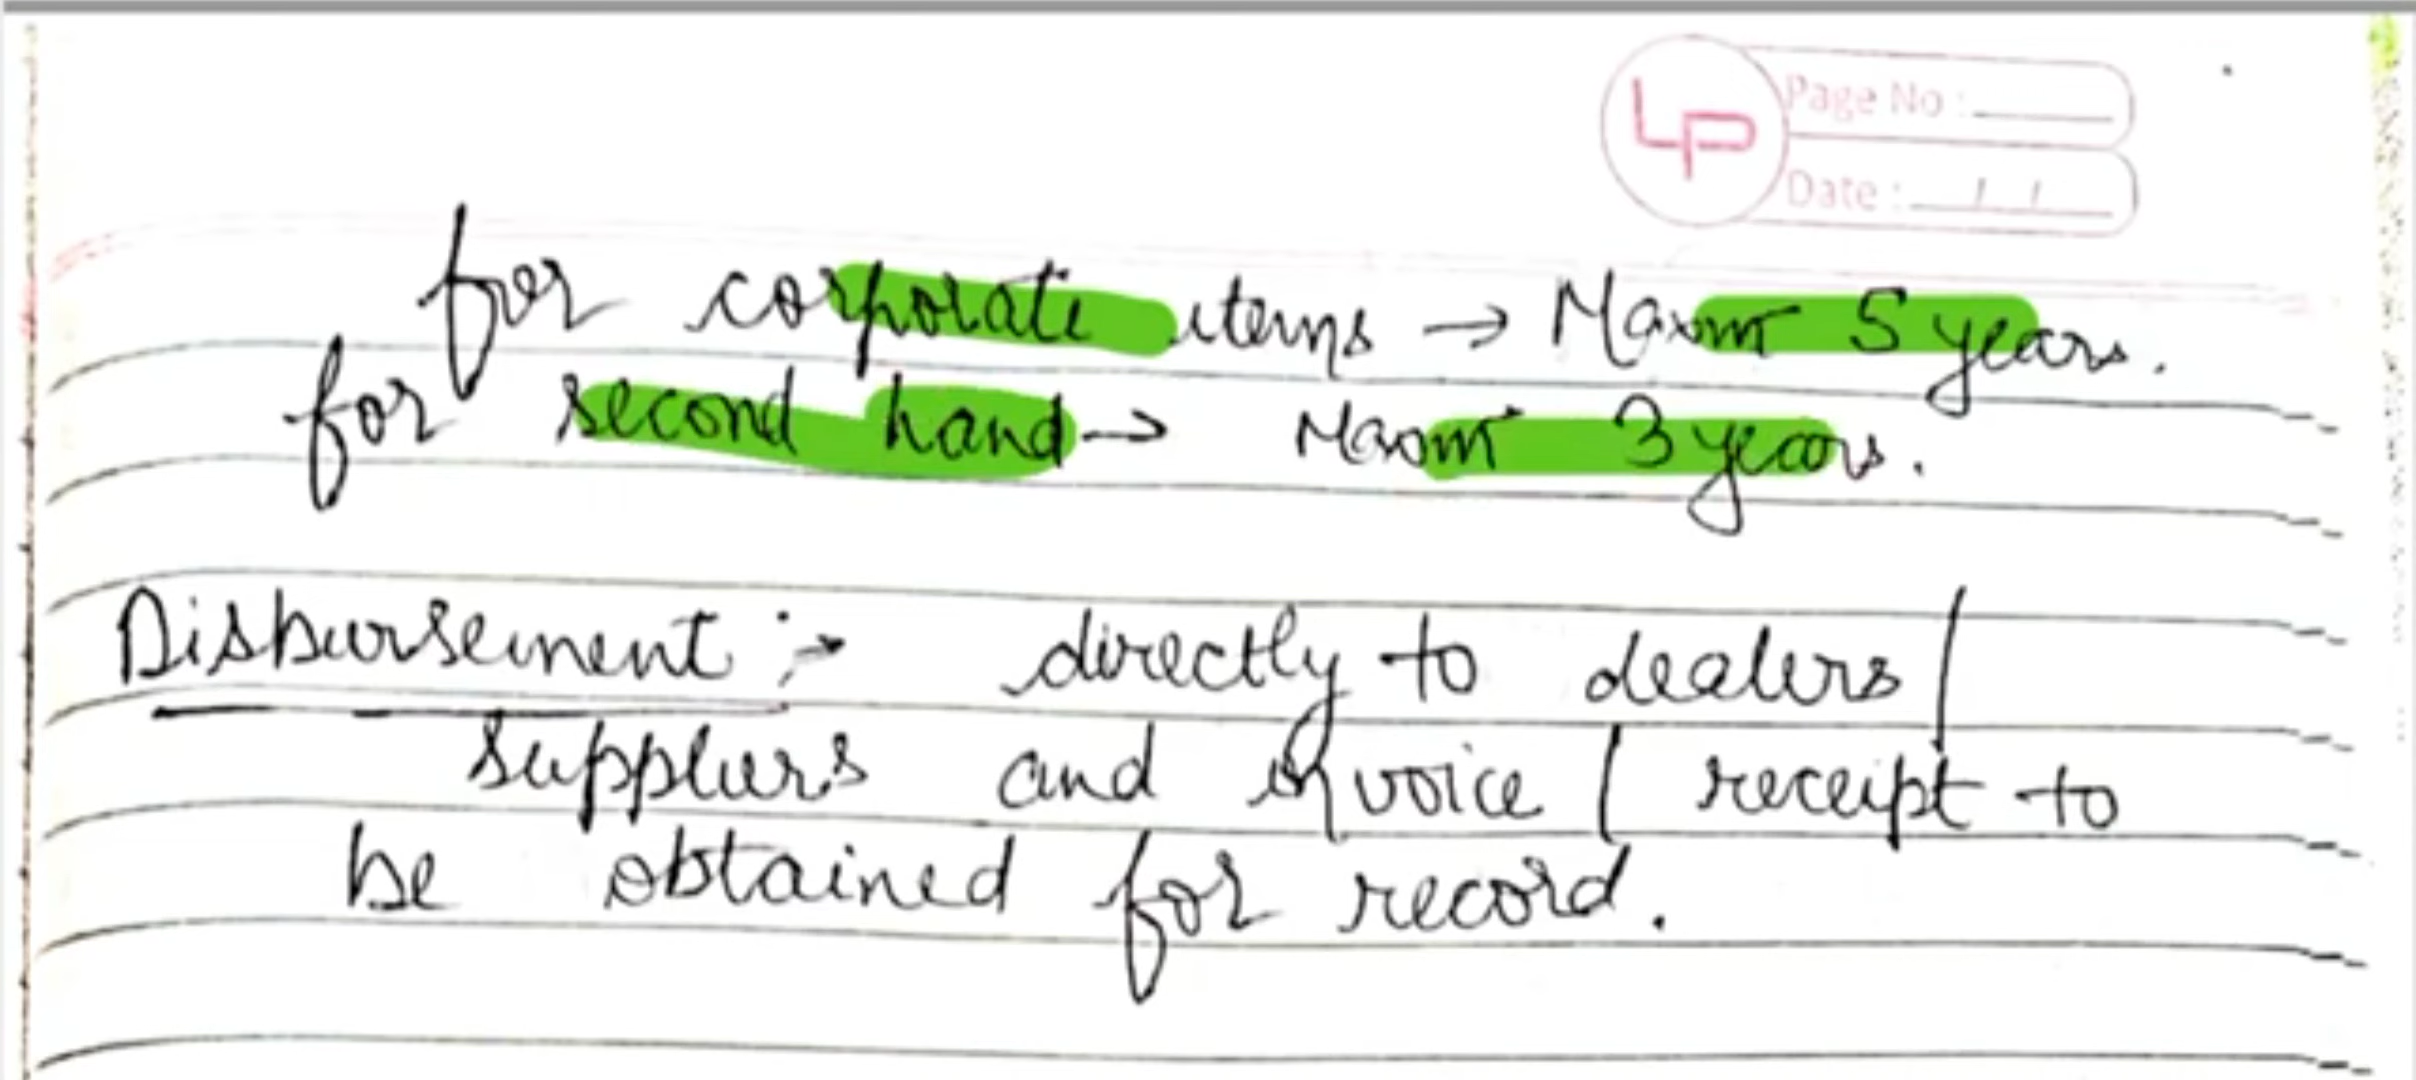 LP
Page No :
Date : / /
for corporate items → Maxm 5 years.
for second hand → Maxm 3 years.
Disbursement :→ directly to dealers /
suppliers and invoice / receipt to
be obtained for record.